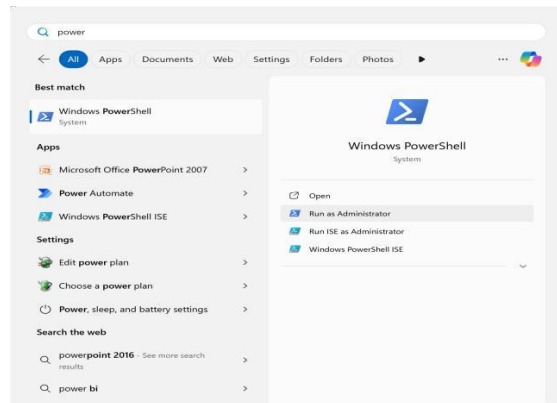 power
All Apps Documents Web Settings Folders Photos
Best match
Windows PowerShell
System
Apps
Microsoft Office PowerPoint 2007
Power Automate
Windows PowerShell ISE
Settings
Edit power plan
Choose a power plan
Power, sleep, and battery settings
Search the web
powerpoint 2016 - See more search
results
power bi
Windows PowerShell
System
Open
Run as Administrator
Run ISE as Administrator
Windows PowerShell ISE